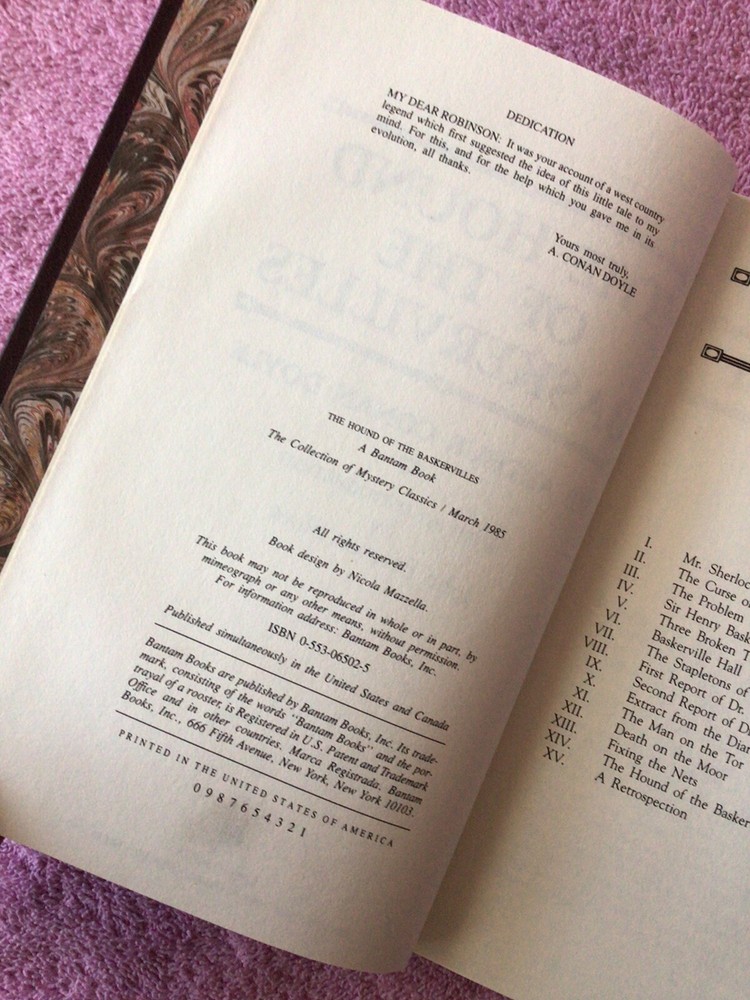 DEDICATION
MY DEAR ROBINSON: It was your account of a west country
legend which first suggested the idea of this little tale to my
mind. For this, and for the help which you gave me in its
evolution, all thanks.
Yours most truly,
A. CONAN DOYLE
THE HOUND OF THE BASKERVILLES
A Bantam Book
The Collection of Mystery Classics / March 1985
All rights reserved.
Book design by Nicola Mazzella.
This book may not be reproduced in whole or in part, by
mimeograph or any other means, without permission.
For information address: Bantam Books, Inc.
ISBN 0-553-06502-5
Published simultaneously in the United States and Canada
Bantam Books are published by Bantam Books, Inc. Its trade-
mark, consisting of the words "Bantam Books" and the por-
trayal of a rooster, is Registered in U.S. Patent and Trademark
Office and in other countries. Marca Registrada. Bantam
Books, Inc., 666 Fifth Avenue, New York, New York 10103.
PRINTED IN THE UNITED STATES OF AMERICA
0 9 8 7 6 5 4 3 2 1
I. Mr. Sherloc
II. The Curse o
III. The Problem
IV. Sir Henry Bask
V. Three Broken T
VI. Baskerville Hall
VII. The Stapletons of
VIII. First Report of Dr.
IX. Second Report of D
X. Extract from the Diar
XI. The Man on the Tor
XII. Death on the Moor
XIII. Fixing the Nets
XIV. The Hound of the Basker
XV. A Retrospection